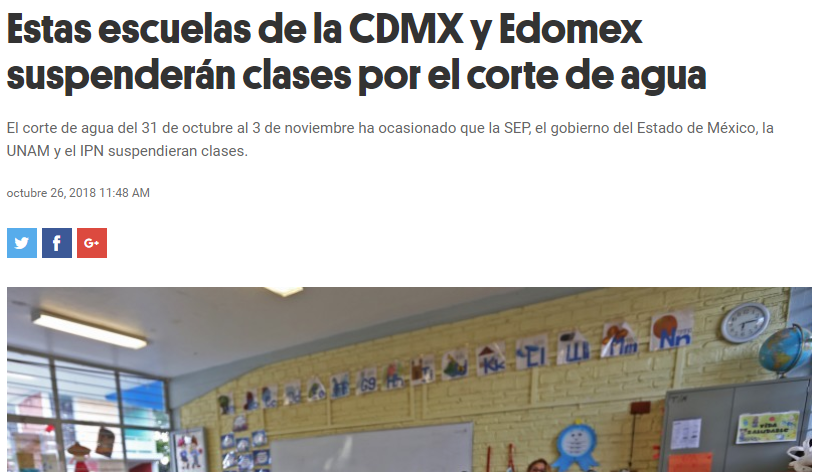 Estas escuelas de la CDMX y Edomex
suspenderán clases por el corte de agua
El corte de agua del 31 de octubre al 3 de noviembre ha ocasionado que la SEP, el gobierno del Estado de México, la
UNAM y el IPN suspendieran clases.
octubre 26, 2018 11:48 AM
f
G+
Kk
Ll
Mm
Nn
VIDA
SALUDABLE